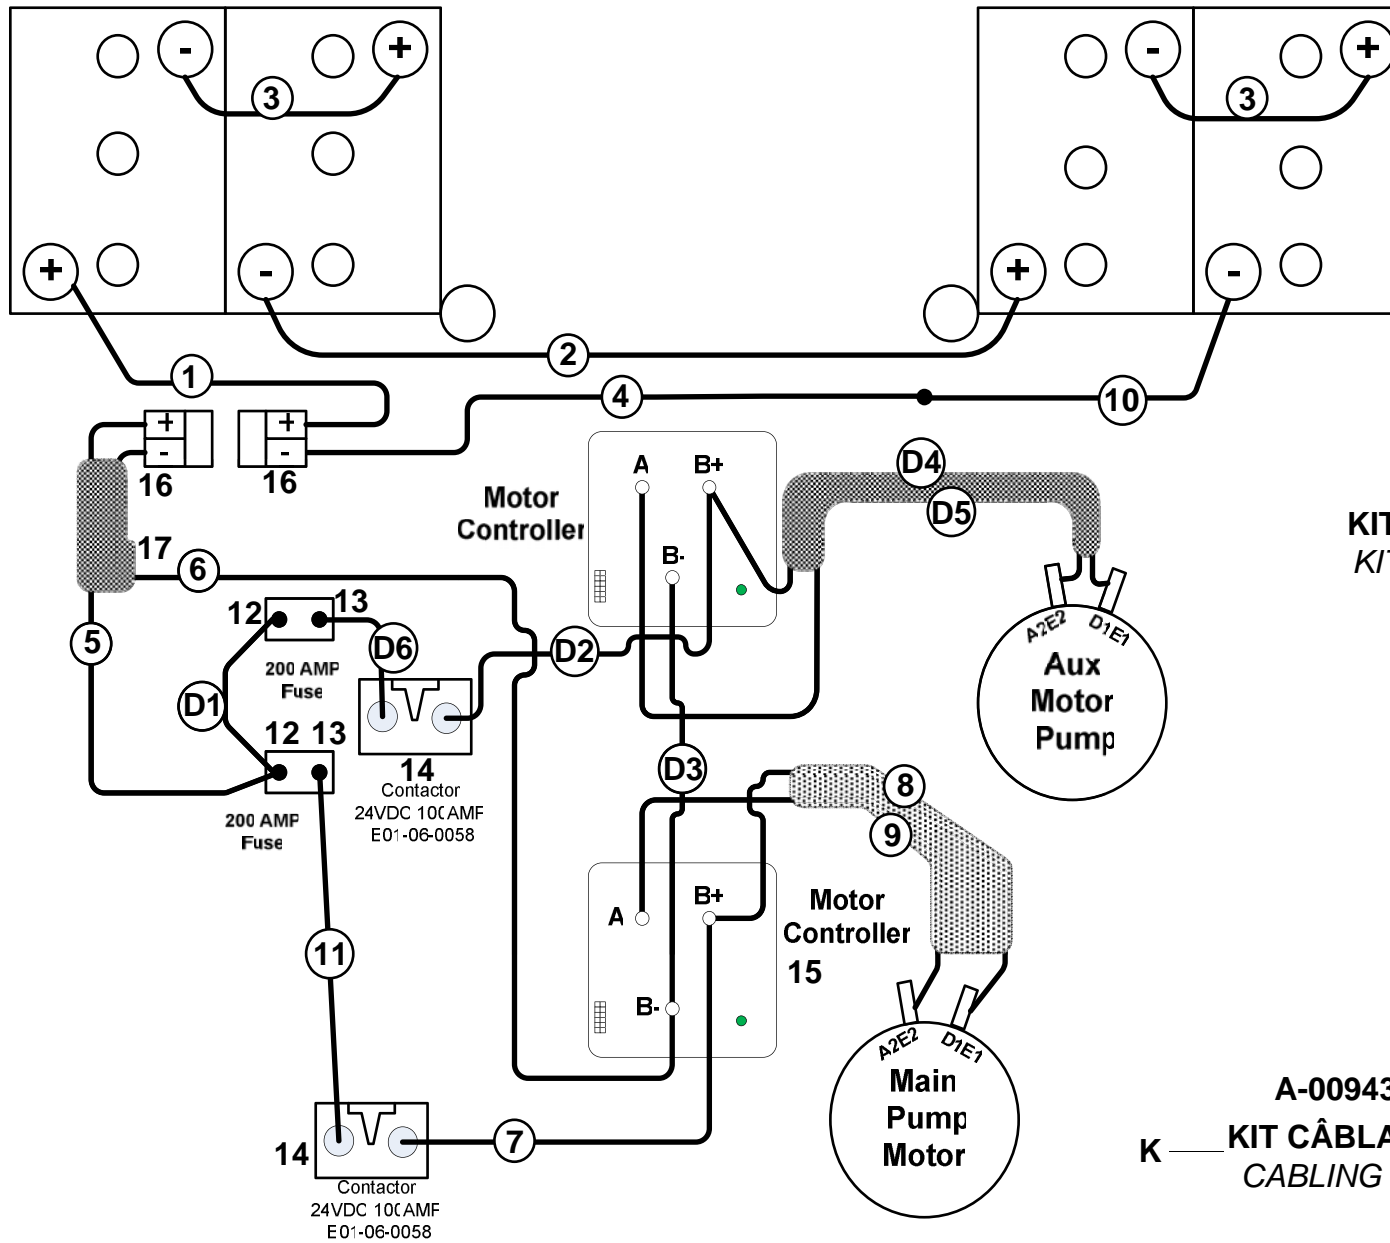 - + - +
3 3
+ - + -
2
1
4 10
+ +
- -
16 16
A B+
D4
D5
Motor
Controller
B-
KIT
KIT
17
6
12 13
5
D6
D2
200 AMP
Fuse
D1
A2E2 D1E1
Aux
Motor
Pump
12 13
14
Contactor
24VDC 100AMP
E01-06-0058
200 AMP
Fuse
D3
8
9
A B+
Motor
Controller
15
11
B-
A2E2 D1E1
Main
Pump
Motor
A-00943
K KIT CÂBLA
CABLING
7
14
Contactor
24VDC 100AMP
E01-06-0058